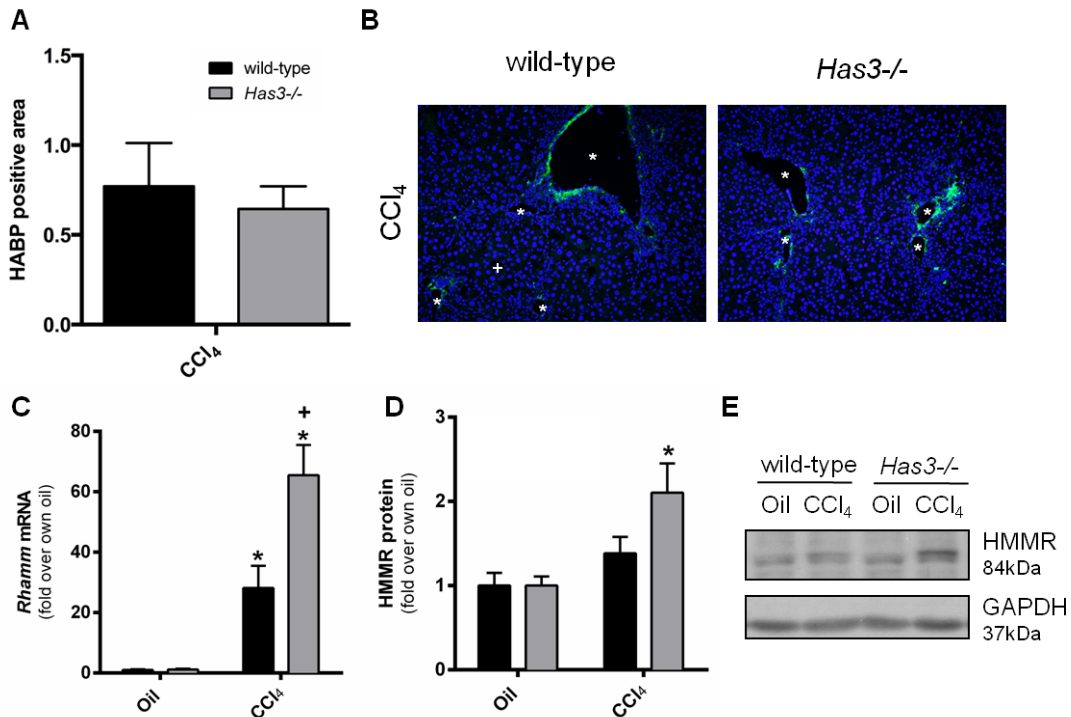 A
1.5
1.0
0.5
0.0
HABP positive area
wild-type
Has3-/-
CCl₄
B
wild-type
Has3-/-
CCl₄
*
*
+
*
*
*
*
*
*
C
80
60
40
20
0
Rhamm mRNA
(fold over own oil)
*
+
*
Oil
CCl₄
D
3
2
1
0
HMMR protein
(fold over own oil)
*
Oil
CCl₄
E
wild-type Has3-/-
Oil CCl₄ Oil CCl₄
HMMR
84kDa
GAPDH
37kDa